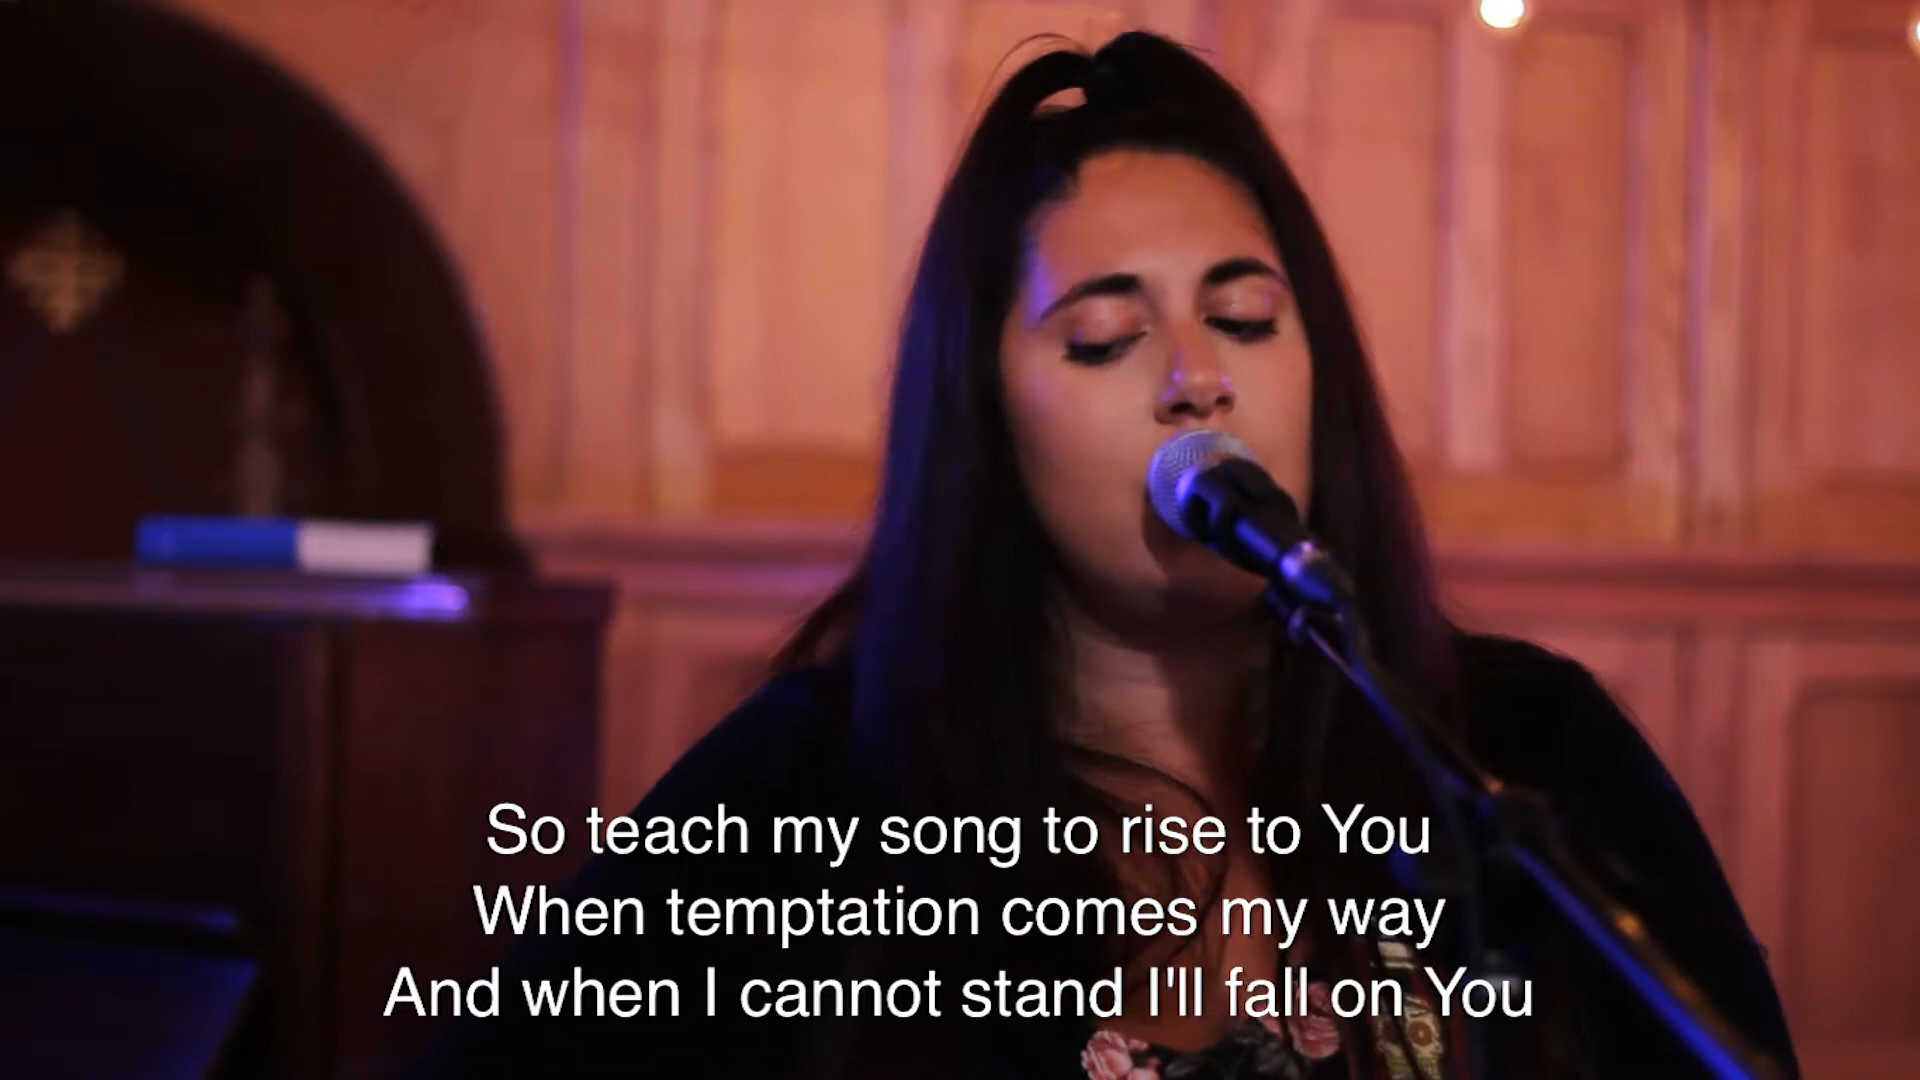 So teach my song to rise to You
When temptation comes my way
And when I cannot stand I'll fall on You